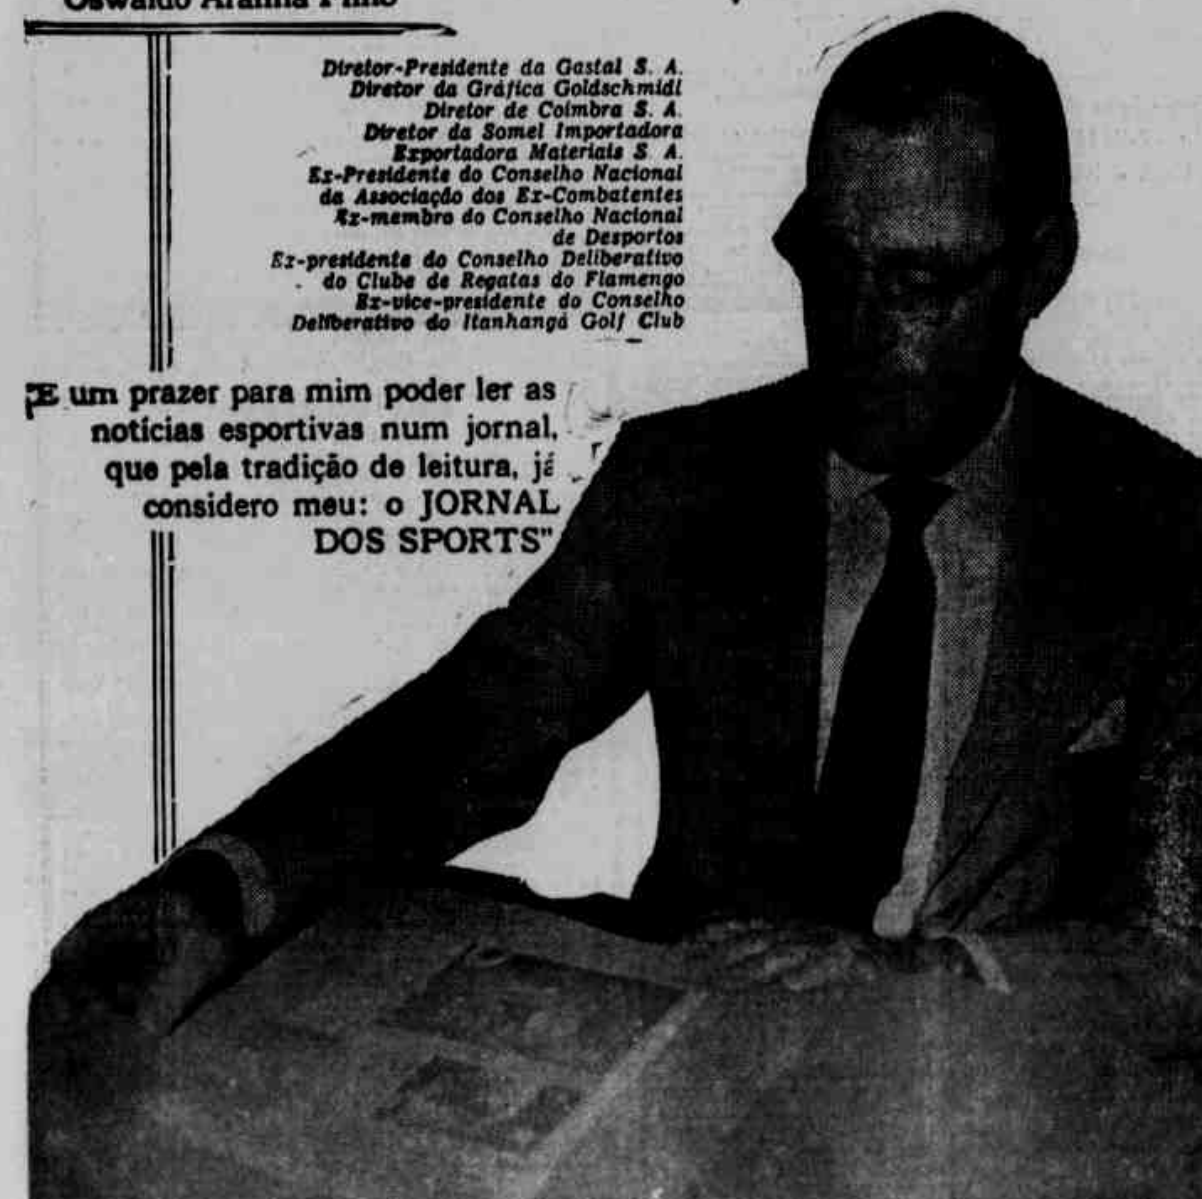 Oswaldo Aranha Filho
Diretor-Presidente da Gastal S. A.
Diretor da Gráfica Goldschmidt
Diretor de Coimbra S. A.
Diretor da Somel Importadora
Exportadora Materiais S. A.
Ex-Presidente do Conselho Nacional
da Associação dos Ex-Combatentes
Ex-membro do Conselho Nacional
de Desportos
Ex-presidente do Conselho Deliberativo
do Clube de Regatas do Flamengo
Ex-vice-presidente do Conselho
Deliberativo do Itanhangá Golf Club
"E um prazer para mim poder ler as
notícias esportivas num jornal,
que pela tradição de leitura, já
considero meu: o JORNAL
DOS SPORTS"